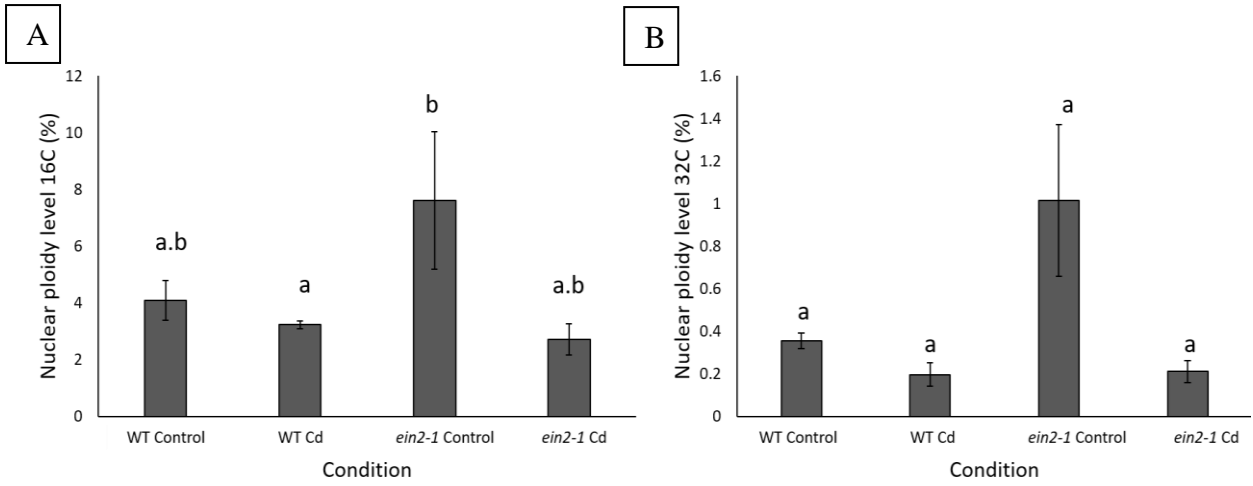 A
Nuclear ploidy level 16C (%)
12
10
8
6
4
2
0
a.b
a
b
a.b
WT Control
WT Cd
ein2-1 Control
ein2-1 Cd
Condition
B
Nuclear ploidy level 32C (%)
1.6
1.4
1.2
1
0.8
0.6
0.4
0.2
0
a
a
a
a
WT Control
WT Cd
ein2-1 Control
ein2-1 Cd
Condition